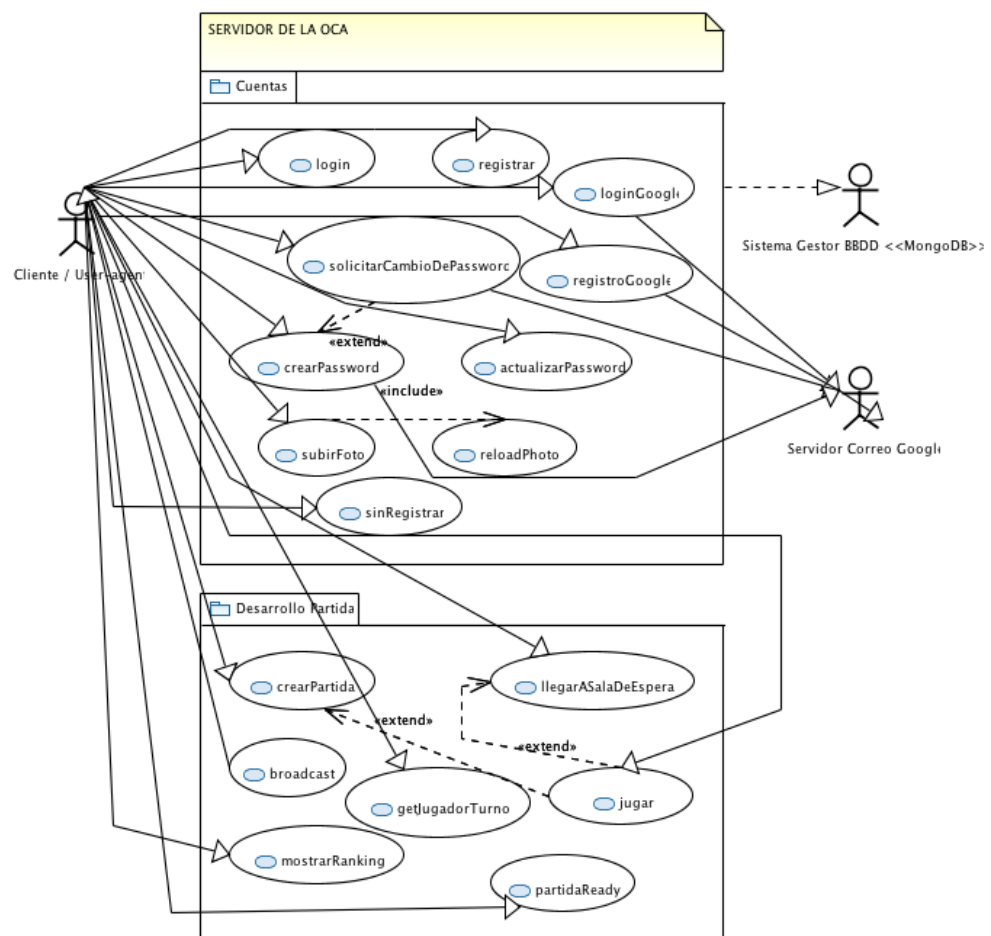 SERVIDOR DE LA OCA
Cuentas
login
registrar
loginGoogle
Sistema Gestor BBDD <<MongoDB>>
Cliente / User-agent
solicitarCambioDePassword
registroGoogle
«extend»
crearPassword
actualizarPassword
«include»
subirFoto
reloadPhoto
Servidor Correo Google
sinRegistrar
Desarrollo Partida
crearPartida
llegarASalaDeEspera
«extend»
«extend»
broadcast
getJugadorTurno
jugar
mostrarRanking
partidaReady